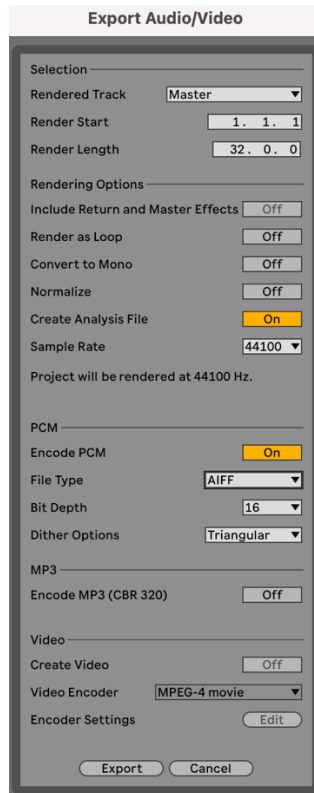 Export Audio/Video
Selection
Rendered Track Master
Render Start 1. 1. 1
Render Length 32. 0. 0
Rendering Options
Include Return and Master Effects Off
Render as Loop Off
Convert to Mono Off
Normalize Off
Create Analysis File On
Sample Rate 44100
Project will be rendered at 44100 Hz.
PCM
Encode PCM On
File Type AIFF
Bit Depth 16
Dither Options Triangular
MP3
Encode MP3 (CBR 320) Off
Video
Create Video Off
Video Encoder MPEG-4 movie
Encoder Settings Edit
Export Cancel